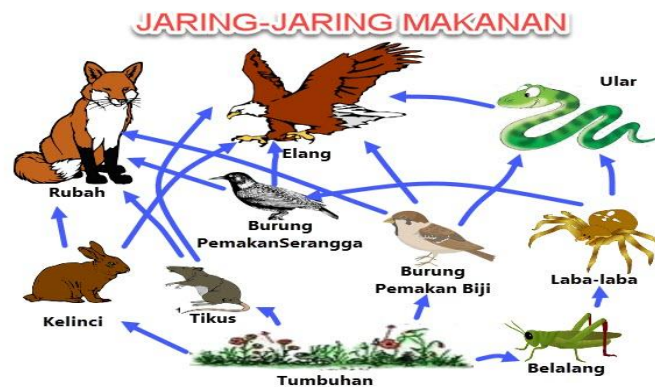 JARING-JARING MAKANAN
Ular
Elang
Rubah
Burung
PemakanSerangga
Burung
Pemakan Biji
Laba-laba
Kelinci
Tikus
Belalang
Tumbuhan